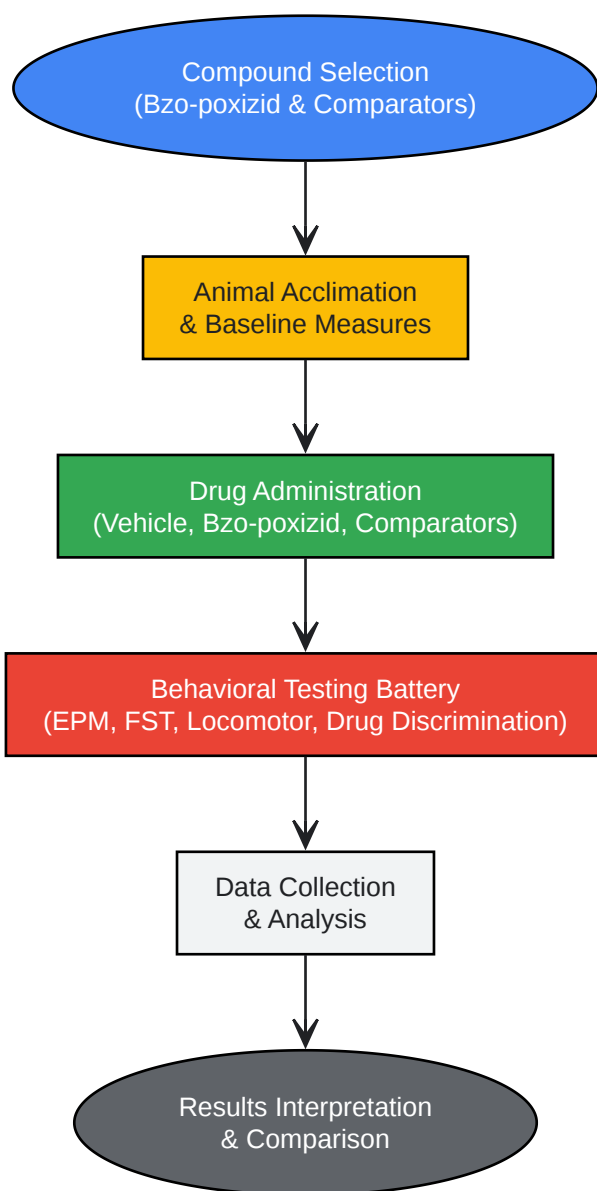 Compound Selection
(Bzo-poxizid & Comparators)
Animal Acclimation
& Baseline Measures
Drug Administration
(Vehicle, Bzo-poxizid, Comparators)
Behavioral Testing Battery
(EPM, FST, Locomotor, Drug Discrimination)
Data Collection
& Analysis
Results Interpretation
& Comparison